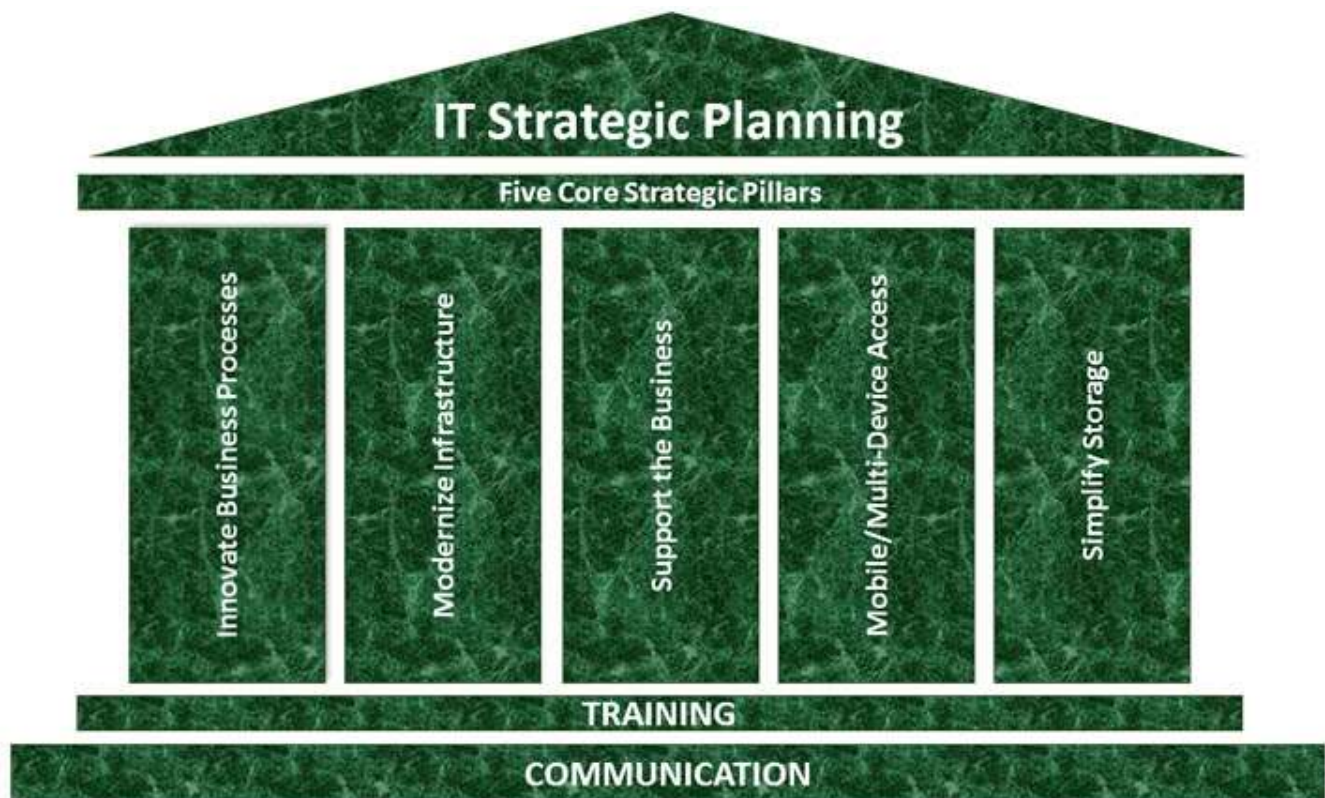 IT Strategic Planning
Five Core Strategic Pillars
Innovate Business Processes
Modernize Infrastructure
Support the Business
Mobile/Multi-Device Access
Simplify Storage
TRAINING
COMMUNICATION